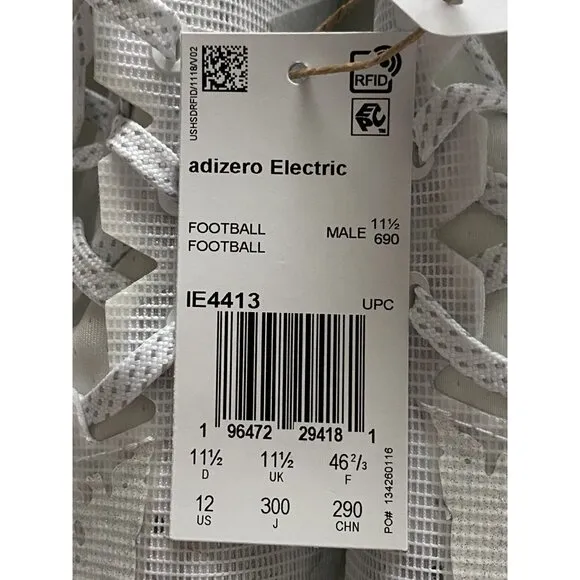 USHSDRFID/1118/V02
RFID
EPC
adizero Electric
FOOTBALL
FOOTBALL
MALE 11½
690
IE4413
UPC
1 96472 29418 1
11½ 11½ 46²/₃
D UK F
12 300 290
US J CHN
PO# 134260116